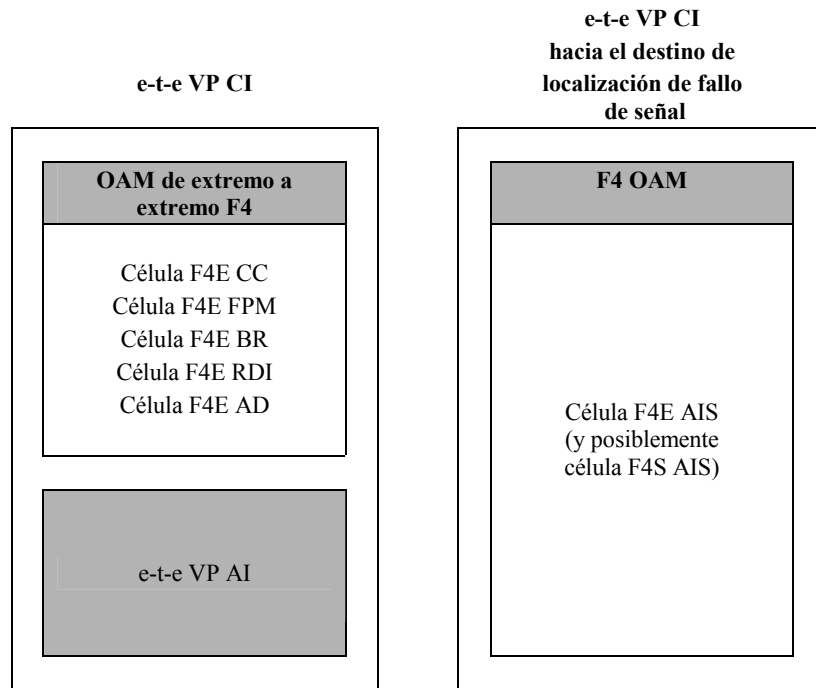 e-t-e VP CI
OAM de extremo a
extremo F4
Célula F4E CC
Célula F4E FPM
Célula F4E BR
Célula F4E RDI
Célula F4E AD
e-t-e VP AI
e-t-e VP CI
hacia el destino de
localización de fallo
de señal
F4 OAM
Célula F4E AIS
(y posiblemente
célula F4S AIS)